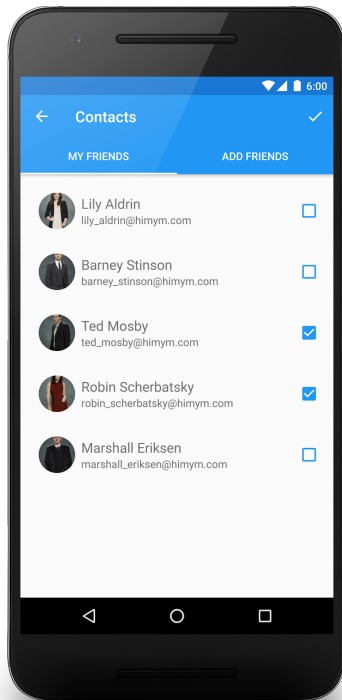 6:00
Contacts
MY FRIENDS
ADD FRIENDS
Lily Aldrin
lily_aldrin@himym.com
Barney Stinson
barney_stinson@himym.com
Ted Mosby
ted_mosby@himym.com
Robin Scherbatsky
robin_scherbatsky@himym.com
Marshall Eriksen
marshall_eriksen@himym.com